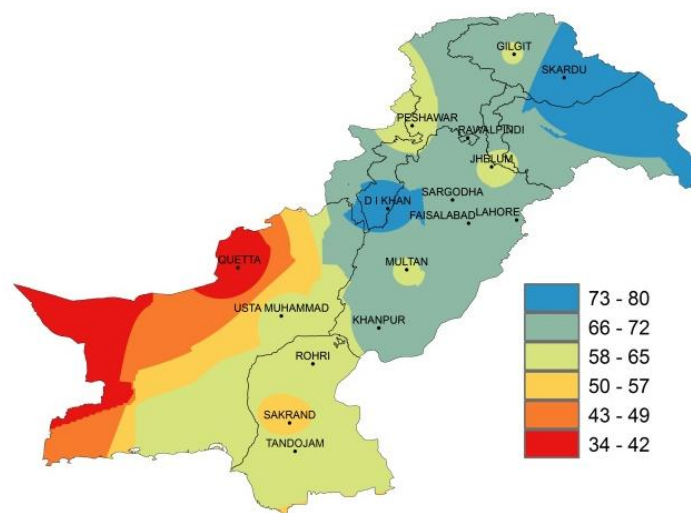 GILGIT
SKARDU
PESHAWAR
RAWALPINDI
JHELUM
SARGODHA
D I KHAN
FAISALABAD
LAHORE
QUETTA
MULTAN
USTA MUHAMMAD
KHANPUR
ROHRI
SAKRAND
TANDOJAM
73 - 80
66 - 72
58 - 65
50 - 57
43 - 49
34 - 42